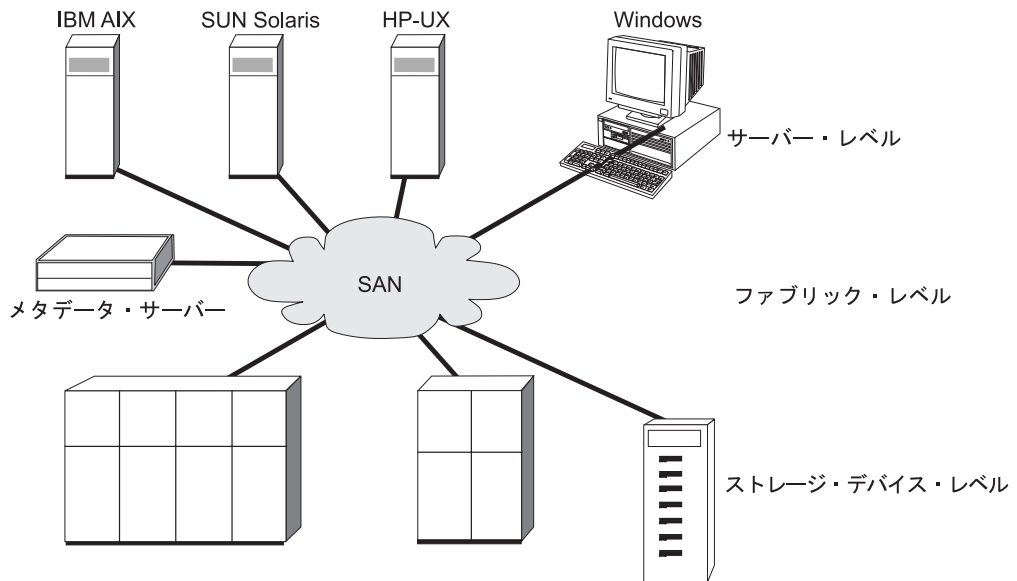 IBM AIX
SUN Solaris
HP-UX
Windows
サーバー・レベル
SAN
メタデータ・サーバー
ファブリック・レベル
ストレージ・デバイス・レベル